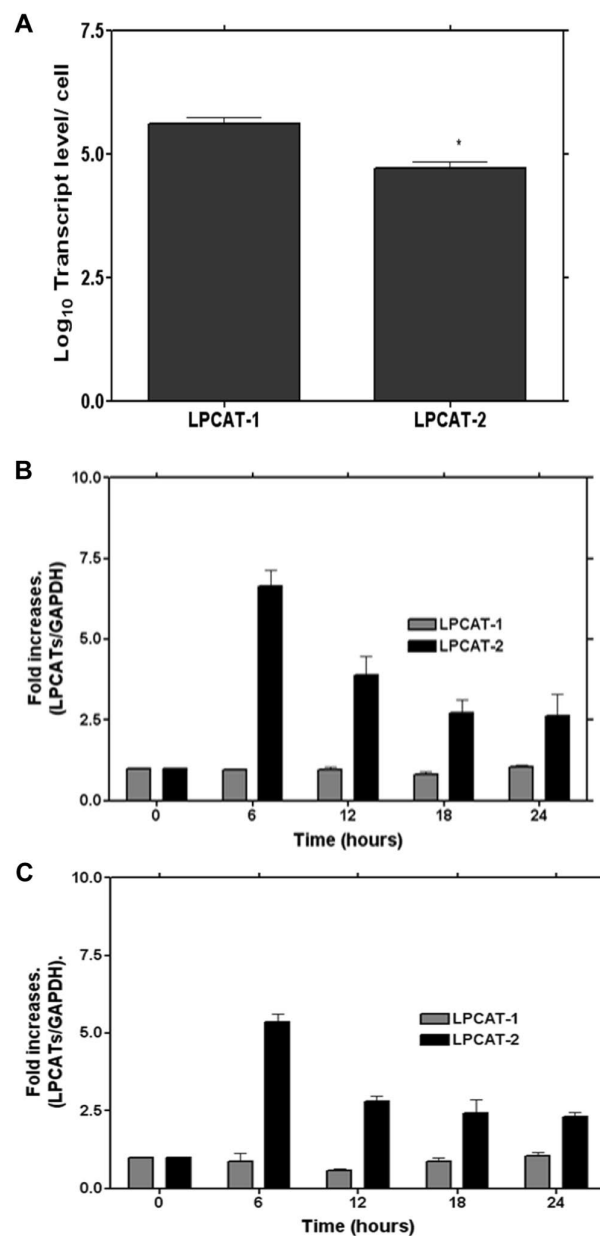 A
Log10 Transcript level/ cell
7.5
5.0
2.5
0.0
*
LPCAT-1 LPCAT-2
B
Fold increases.
(LPCATs/GAPDH)
10.0
7.5
5.0
2.5
0.0
LPCAT-1
LPCAT-2
0 6 12 18 24
Time (hours)
C
Fold increases.
(LPCATs/GAPDH).
10.0
7.5
5.0
2.5
0.0
LPCAT-1
LPCAT-2
0 6 12 18 24
Time (hours)